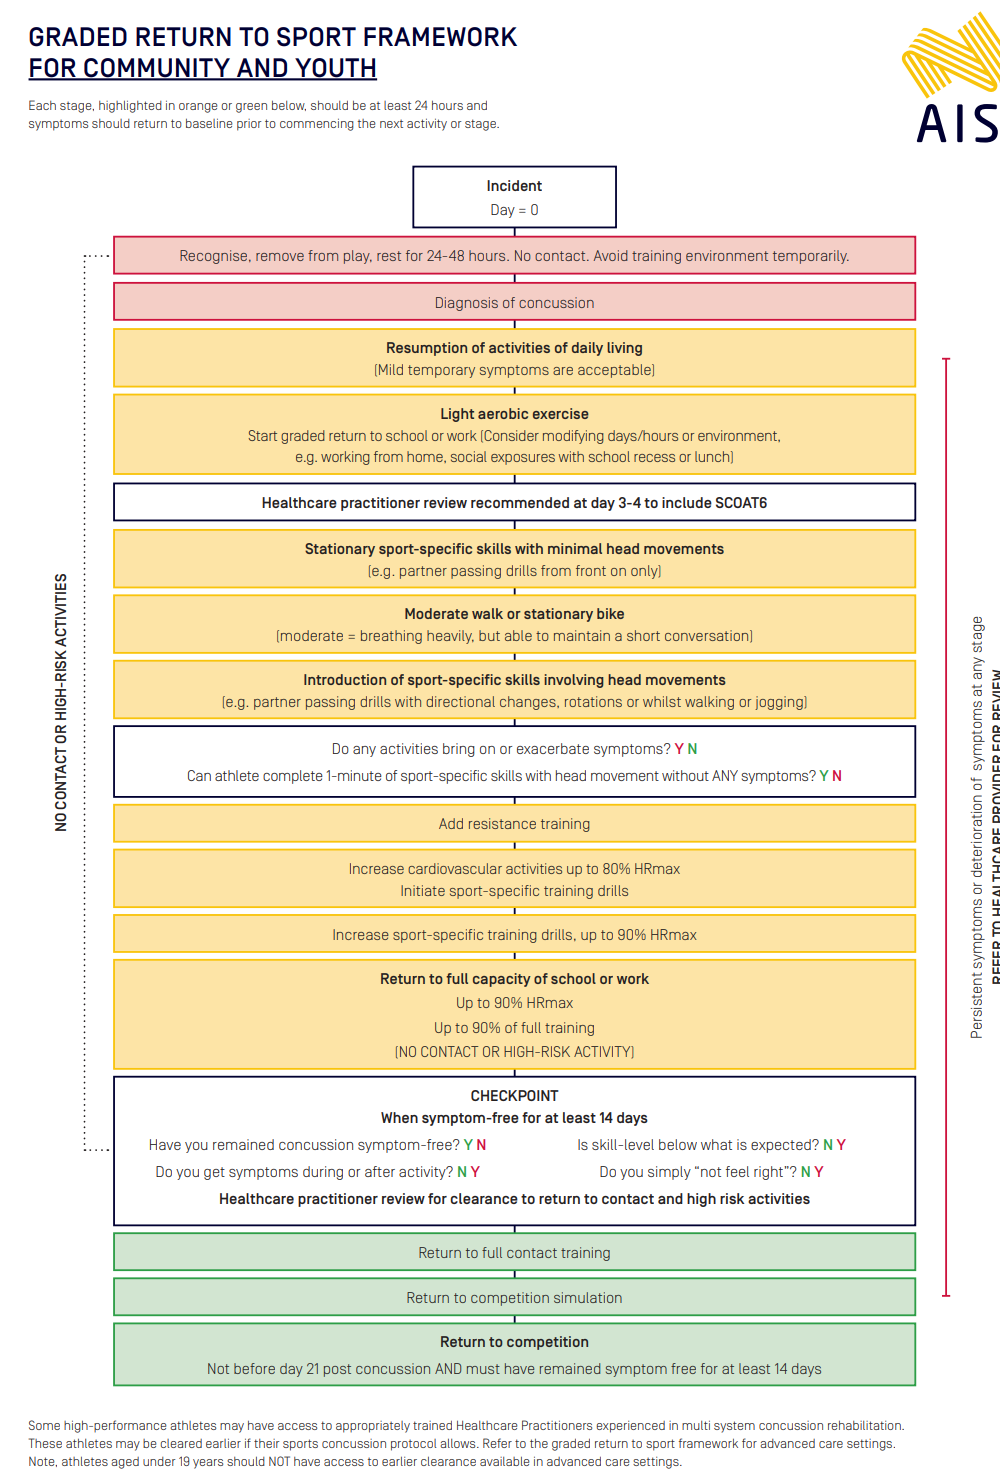 GRADED RETURN TO SPORT FRAMEWORK
FOR COMMUNITY AND YOUTH
Each stage, highlighted in orange or green below, should be at least 24 hours and
symptoms should return to baseline prior to commencing the next activity or stage.
AIS
Incident
Day = 0
Recognise, remove from play, rest for 24-48 hours. No contact. Avoid training environment temporarily.
Diagnosis of concussion
Resumption of activities of daily living
(Mild temporary symptoms are acceptable)
Light aerobic exercise
Start graded return to school or work (Consider modifying days/hours or environment,
e.g. working from home, social exposures with school recess or lunch)
Healthcare practitioner review recommended at day 3-4 to include SCOAT6
Stationary sport-specific skills with minimal head movements
(e.g. partner passing drills from front on only)
Moderate walk or stationary bike
(moderate = breathing heavily, but able to maintain a short conversation)
Introduction of sport-specific skills involving head movements
(e.g. partner passing drills with directional changes, rotations or whilst walking or jogging)
Do any activities bring on or exacerbate symptoms? Y N
Can athlete complete 1-minute of sport-specific skills with head movement without ANY symptoms? Y N
Add resistance training
Increase cardiovascular activities up to 80% HRmax
Initiate sport-specific training drills
Increase sport-specific training drills, up to 90% HRmax
Return to full capacity of school or work
Up to 90% HRmax
Up to 90% of full training
(NO CONTACT OR HIGH-RISK ACTIVITY)
CHECKPOINT
When symptom-free for at least 14 days
Have you remained concussion symptom-free? Y N
Is skill-level below what is expected? N Y
Do you get symptoms during or after activity? N Y
Do you simply "not feel right"? N Y
Healthcare practitioner review for clearance to return to contact and high risk activities
Return to full contact training
Return to competition simulation
Return to competition
Not before day 21 post concussion AND must have remained symptom free for at least 14 days
NO CONTACT OR HIGH-RISK ACTIVITIES
Persistent symptoms or deterioration of symptoms at any stage
REFER TO HEALTHCARE PROVIDER FOR REVIEW
Some high-performance athletes may have access to appropriately trained Healthcare Practitioners experienced in multi system concussion rehabilitation.
These athletes may be cleared earlier if their sports concussion protocol allows. Refer to the graded return to sport framework for advanced care settings.
Note, athletes aged under 19 years should NOT have access to earlier clearance available in advanced care settings.